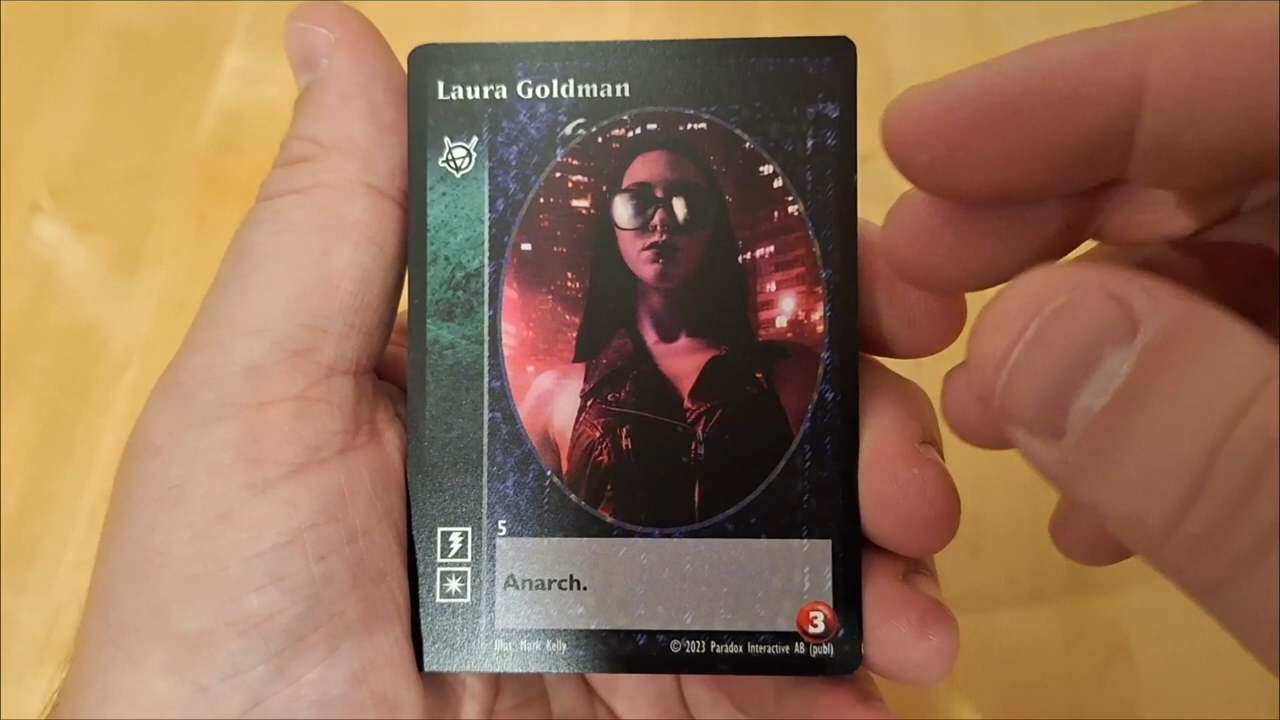 Laura Goldman
5
Anarch.
3
Illus: Mark Kelly
© 2023 Paradox Interactive AB (publ)